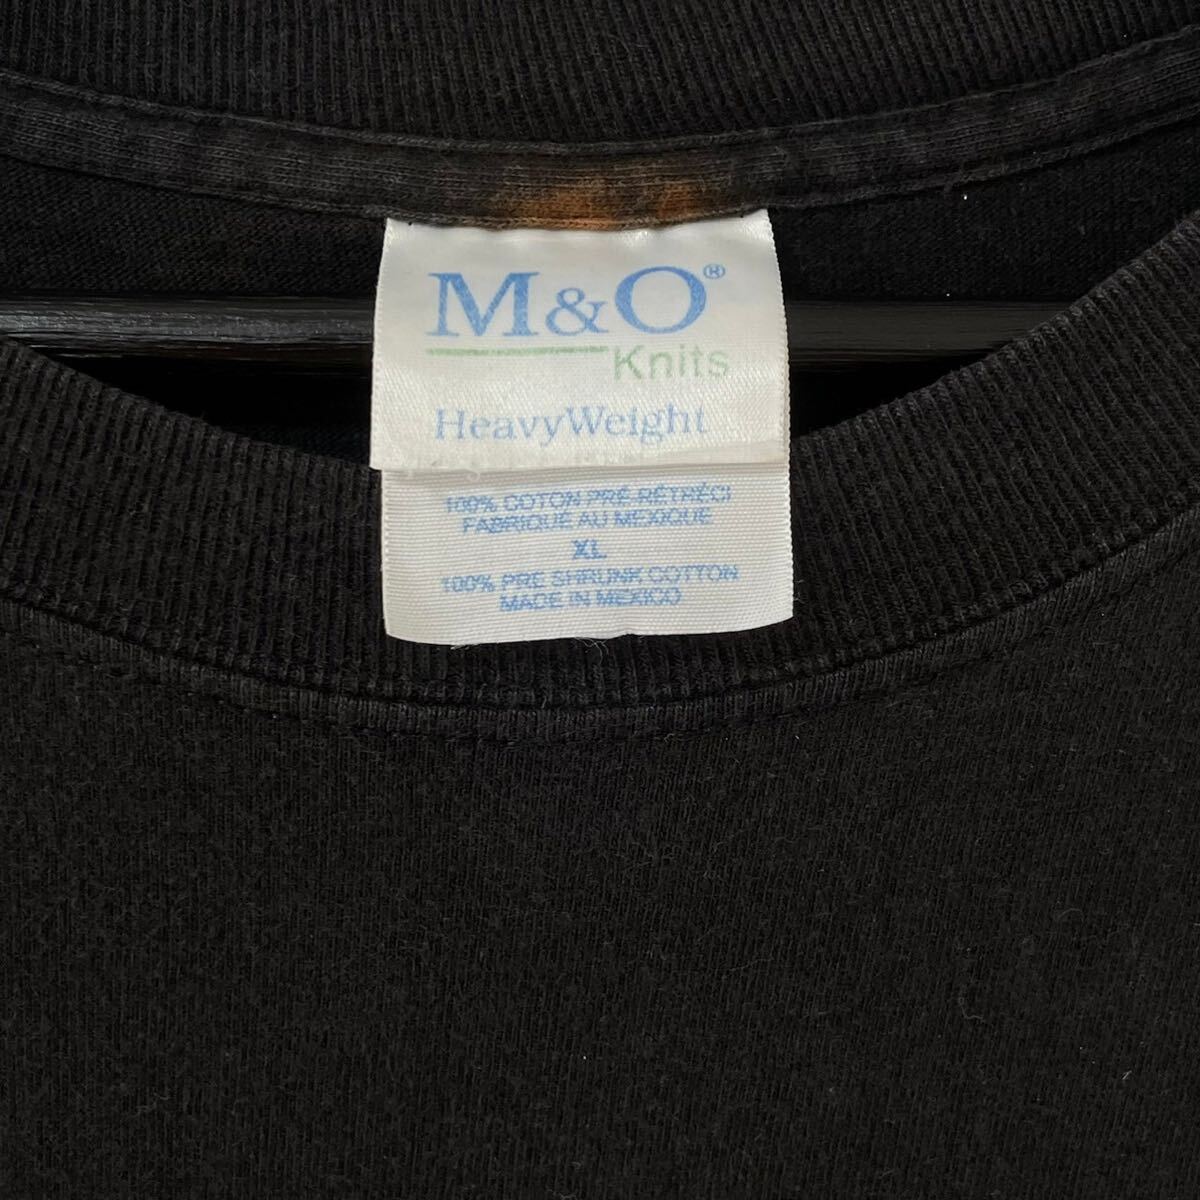 M&O®
Knits
HeavyWeight
100% COTON PRÉ-RÉTRÉCI
FABRIQUÉ AU MEXIQUE
XL
100% PRE SHRUNK COTTON
MADE IN MEXICO